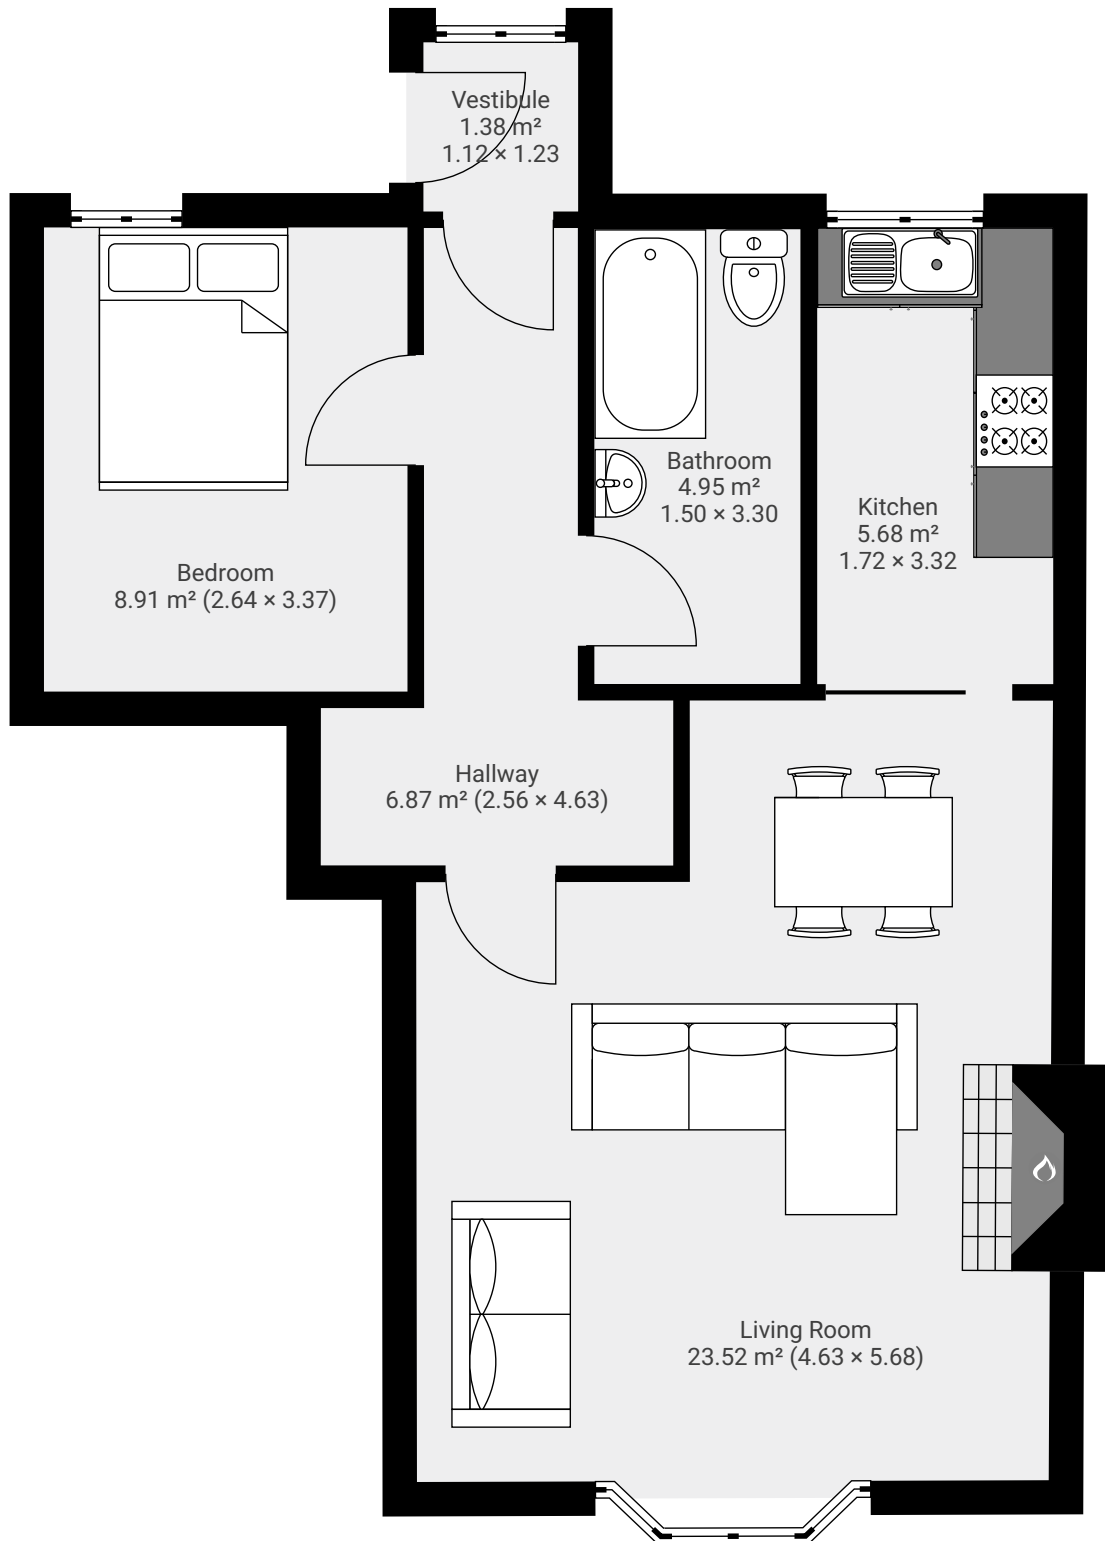 Vestibule
1.38 m²
1.12 × 1.23
Bathroom
4.95 m²
1.50 × 3.30
Kitchen
5.68 m²
1.72 × 3.32
Bedroom
8.91 m² (2.64 × 3.37)
Hallway
6.87 m² (2.56 × 4.63)
Living Room
23.52 m² (4.63 × 5.68)